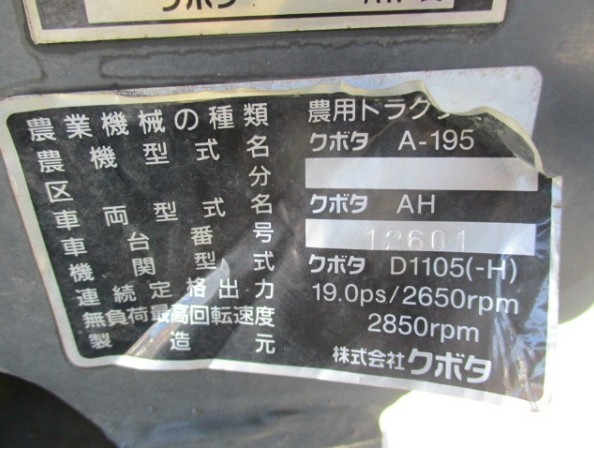 クボタ
農業機械の種類 農用トラク
農機型式名 クボタ A-195
区分
車両型式名 クボタ AH
車台番号 12601
機関型式 クボタ D1105(-H)
連続定格出力 19.0ps/2650rpm
無負荷最高回転速度 2850rpm
製造元 株式会社クボタ